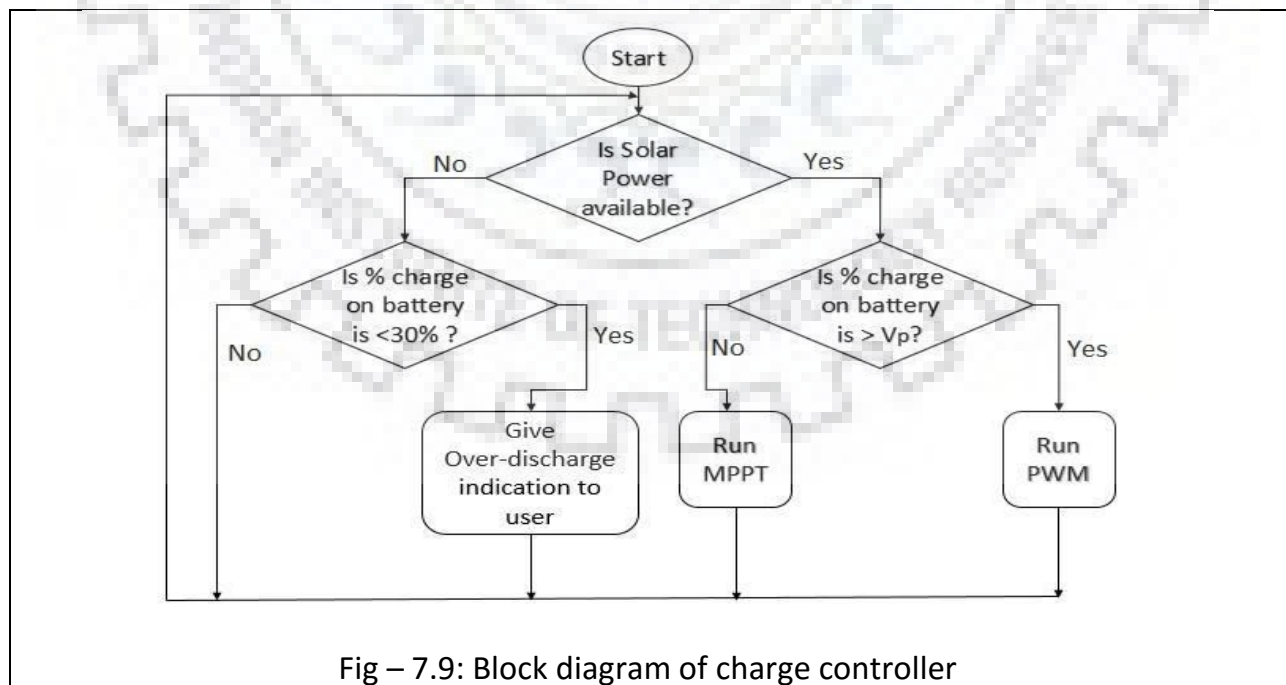 Start
Is Solar
Power
available?
No
Yes
Is % charge
on battery
is <30% ?
No
Yes
Is % charge
on battery
is > Vp?
No
Yes
Give
Over-discharge
indication to
user
Run
MPPT
Run
PWM
Fig – 7.9: Block diagram of charge controller